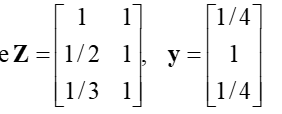 e Z = [ 1 1 ; 1/2 1 ; 1/3 1 ], y = [ 1/4 ; 1 ; 1/4 ]